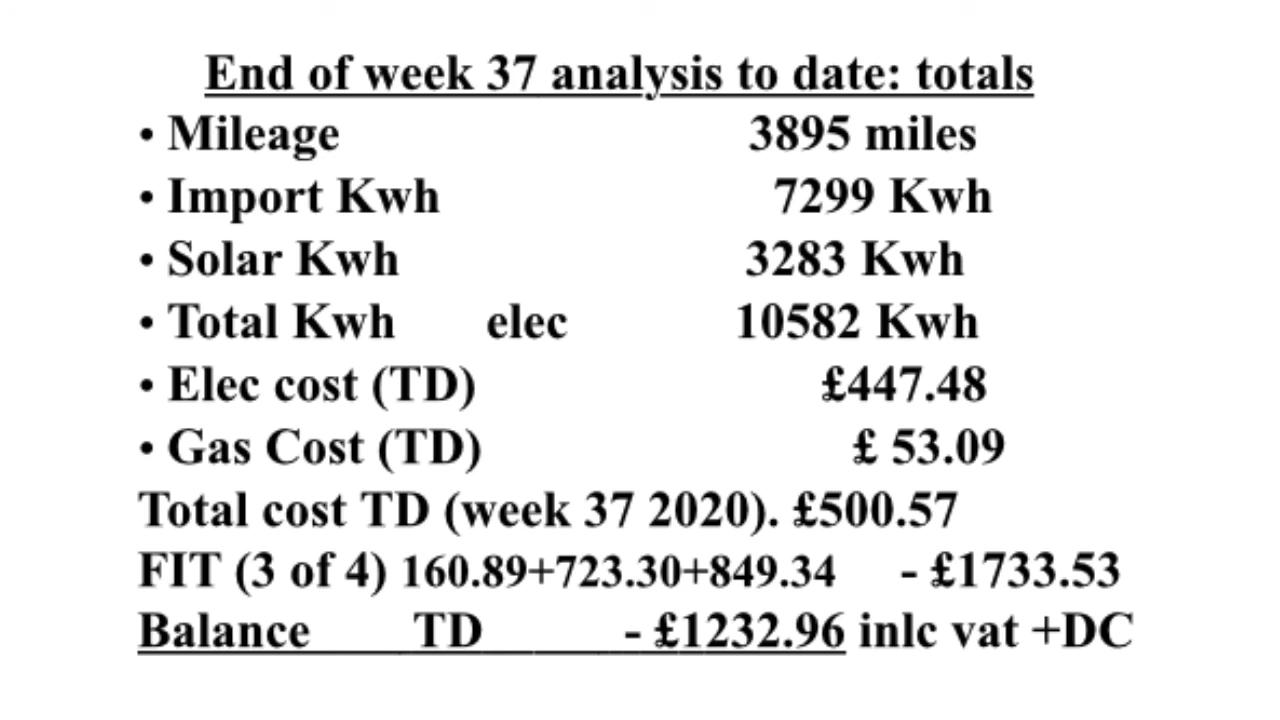 End of week 37 analysis to date: totals
• Mileage 3895 miles
• Import Kwh 7299 Kwh
• Solar Kwh 3283 Kwh
• Total Kwh elec 10582 Kwh
• Elec cost (TD) £447.48
• Gas Cost (TD) £ 53.09
Total cost TD (week 37 2020). £500.57
FIT (3 of 4) 160.89+723.30+849.34 - £1733.53
Balance TD - £1232.96 inlc vat +DC